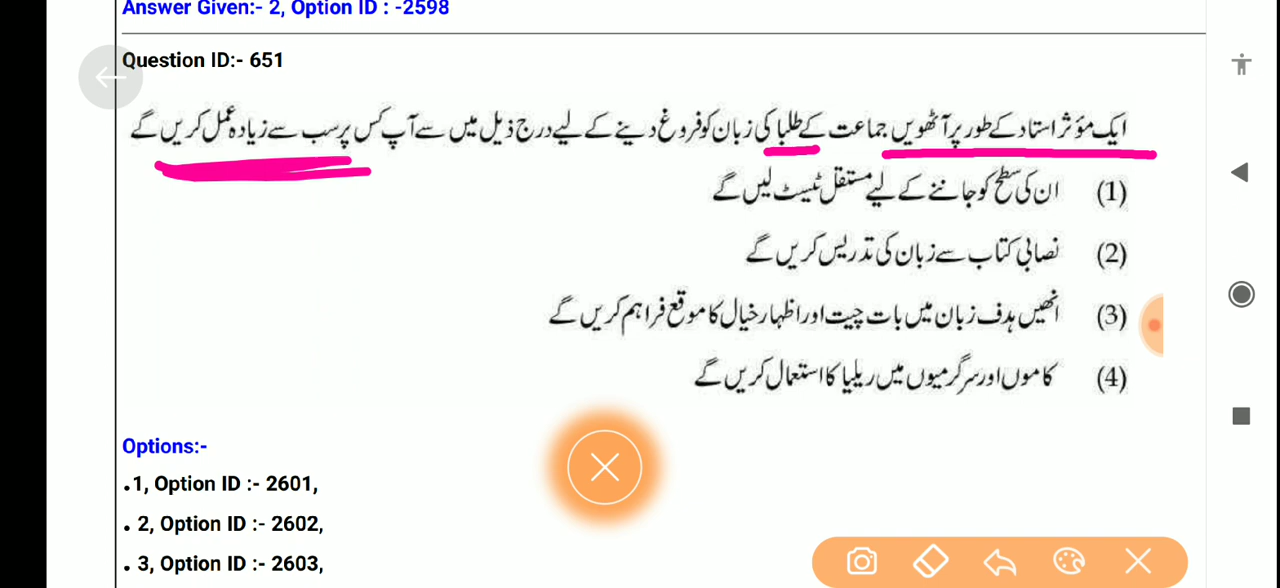 Answer Given:- 2, Option ID : -2598
Question ID:- 651
ایک مؤثر استاد کے طور پر آٹھویں جماعت کے طلبا کی زبان کو فروغ دینے کے لیے درج ذیل میں سے آپ کس پر سب سے زیادہ عمل کریں گے
(1) ان کی سطح کو جاننے کے لیے مستقل ٹیسٹ لیں گے
(2) نصابی کتاب سے زبان کی تدریس کریں گے
(3) انھیں ہدف زبان میں بات چیت اور اظہار خیال کا موقع فراہم کریں گے
(4) کاموں اور سرگرمیوں میں ریلیا کا استعمال کریں گے
Options:-
.1, Option ID :- 2601,
. 2, Option ID :- 2602,
. 3, Option ID :- 2603,